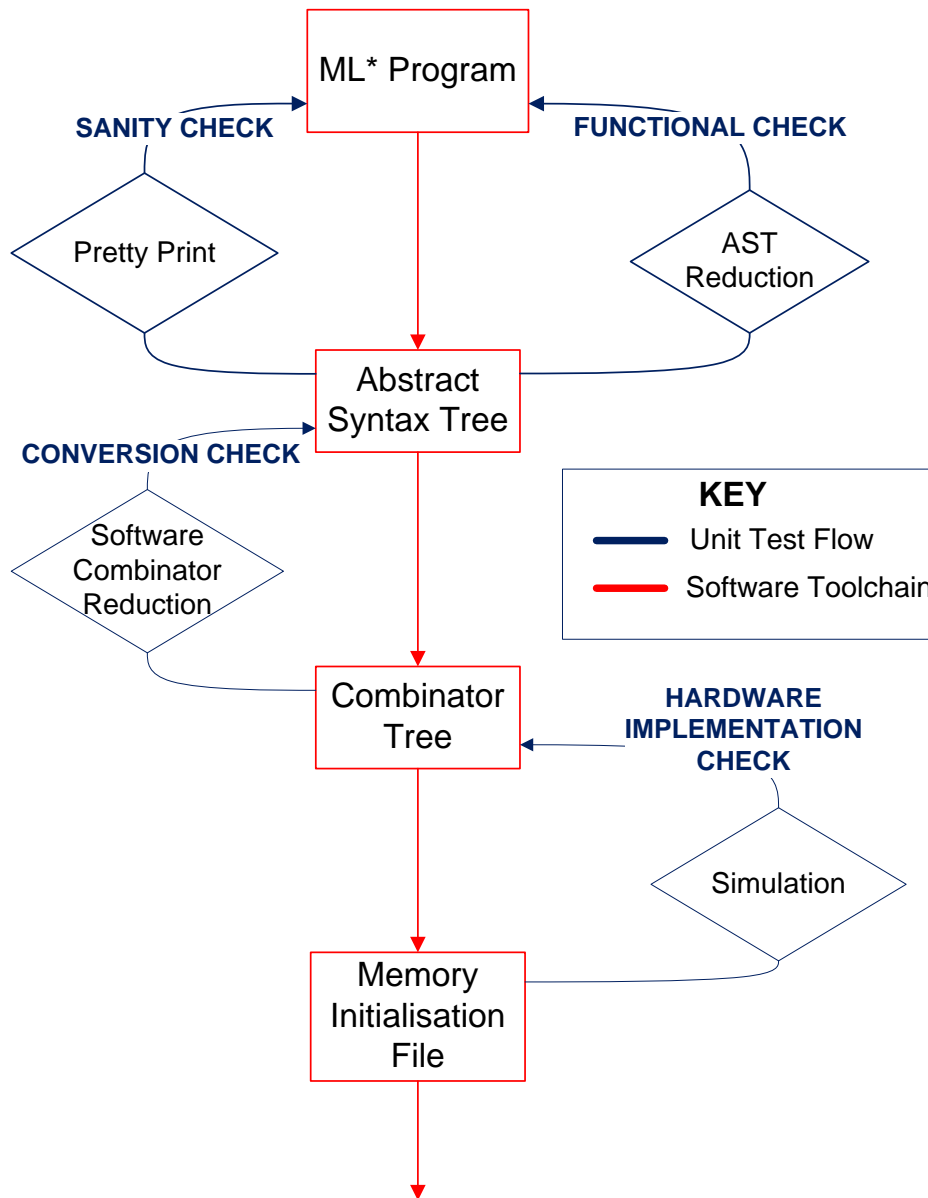 ML* Program
SANITY CHECK
FUNCTIONAL CHECK
Pretty Print
AST
Reduction
Abstract
Syntax Tree
CONVERSION CHECK
Software
Combinator
Reduction
KEY
Unit Test Flow
Software Toolchain
Combinator
Tree
HARDWARE
IMPLEMENTATION
CHECK
Simulation
Memory
Initialisation
File